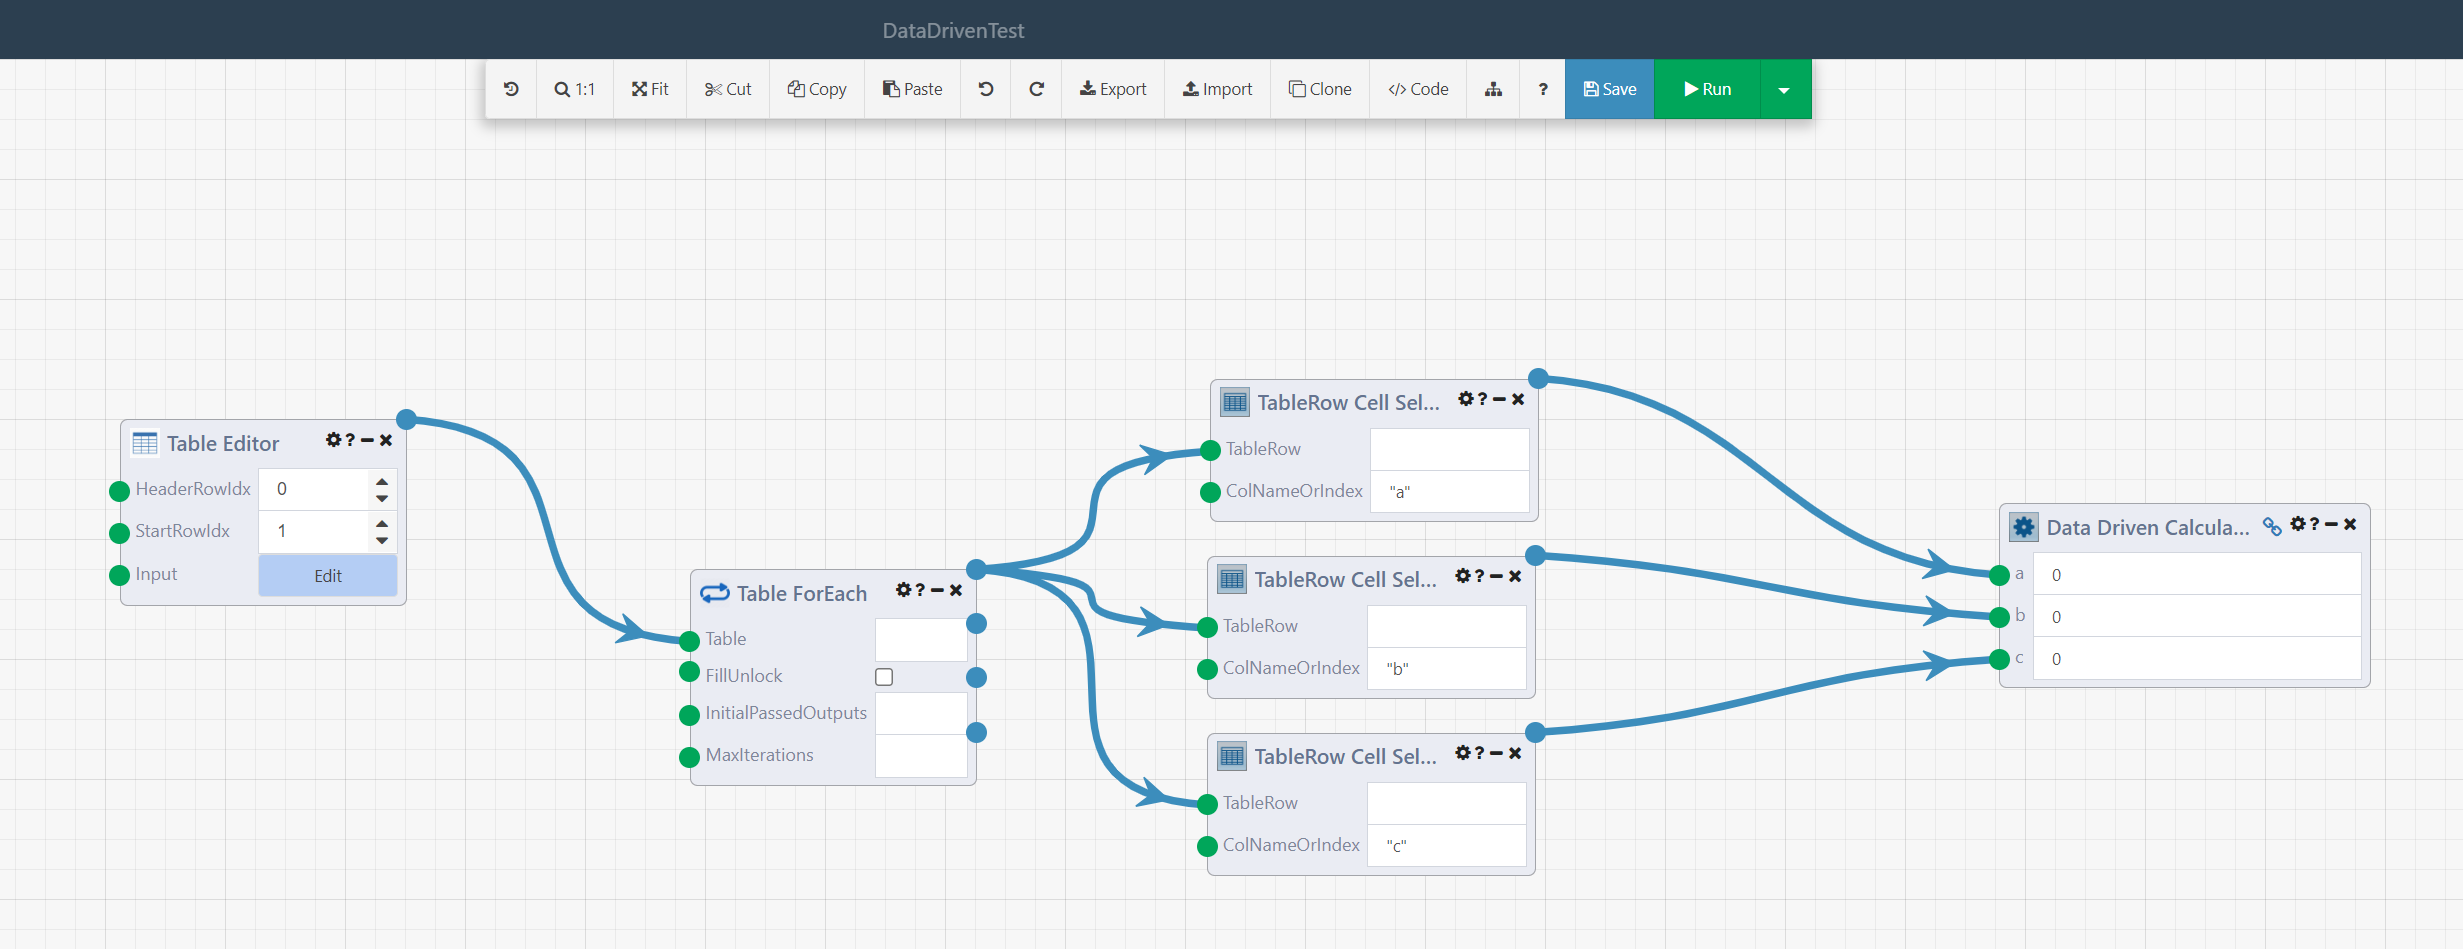 DataDrivenTest
1:1 Fit Cut Copy Paste Export Import Clone </> Code ? Save Run
Table Editor ?
HeaderRowIdx 0
StartRowIdx 1
Input Edit
Table ForEach ?
Table
FillUnlock
InitialPassedOutputs
MaxIterations
TableRow Cell Sel... ?
TableRow
ColNameOrIndex "a"
TableRow Cell Sel... ?
TableRow
ColNameOrIndex "b"
TableRow Cell Sel... ?
TableRow
ColNameOrIndex "c"
Data Driven Calcula... ?
a 0
b 0
c 0